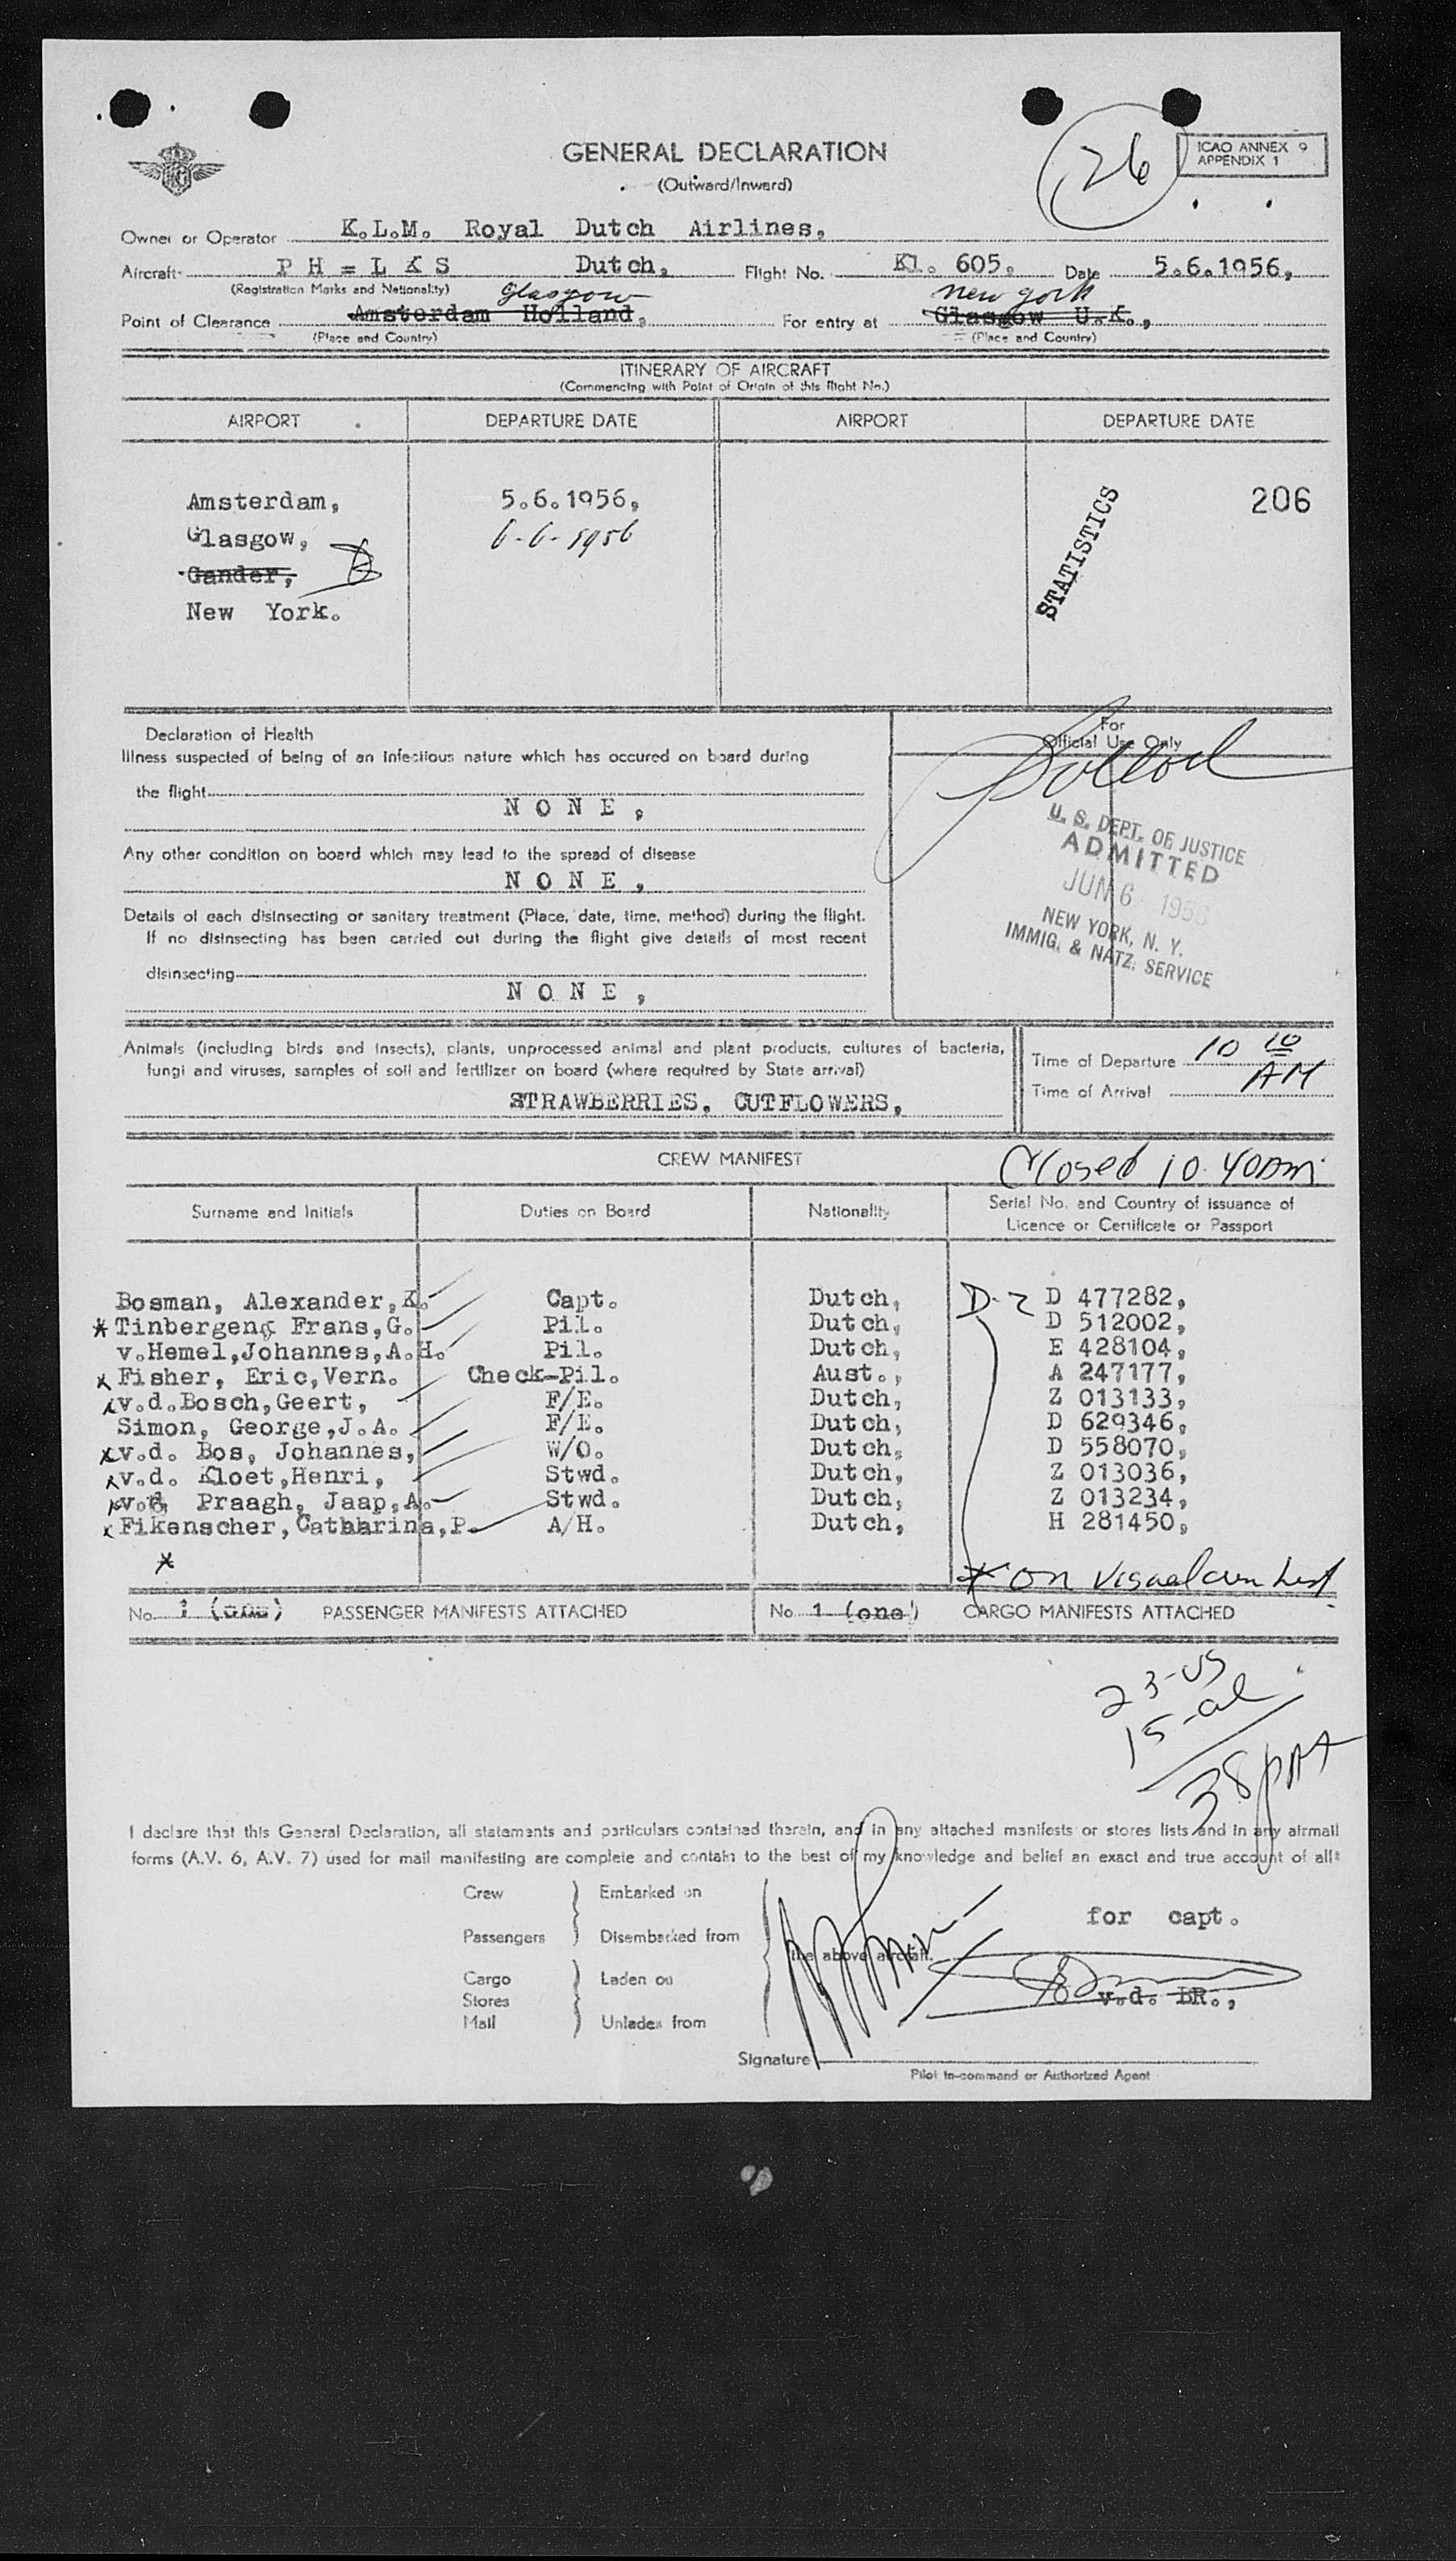 GENERAL DECLARATION
(Outward/Inward)
26
ICAO ANNEX 9
APPENDIX 1
Owner or Operator K.L.M. Royal Dutch Airlines,
Aircraft P H = L K S Dutch, Flight No. Kl. 605. Date 5.6.1956,
(Registration Marks and Nationality)
Glasgow New York
Point of Clearance Amsterdam Holland, For entry at Glasgow U.K.,
(Place and Country) (Place and Country)
ITINERARY OF AIRCRAFT
(Commencing with Point of Origin of this flight No.)
AIRPORT DEPARTURE DATE AIRPORT DEPARTURE DATE
Amsterdam, 5.6.1956, 206
Glasgow, 6-6-1956
Gander,
New York.
STATISTICS
Declaration of Health
Illness suspected of being of an infectious nature which has occured on board during
the flight
N O N E ,
Any other condition on board which may lead to the spread of disease
N O N E ,
Details of each disinsecting or sanitary treatment (Place, date, time, method) during the flight.
If no disinsecting has been carried out during the flight give details of most recent
disinsecting
N O N E ,
For
Official Use Only
U. S. DEPT. OF JUSTICE
ADMITTED
JUN 6 1956
NEW YORK, N. Y.
IMMIG. & NATZ. SERVICE
Animals (including birds and insects), plants, unprocessed animal and plant products, cultures of bacteria,
fungi and viruses, samples of soil and fertilizer on board (where required by State arrival)
STRAWBERRIES, CUTFLOWERS,
Time of Departure 10 10
Time of Arrival AM
CREW MANIFEST
Closed 10.40am
Surname and Initials Duties on Board Nationality Serial No. and Country of issuance of
Licence or Certificate or Passport
Bosman, Alexander,K. Capt. Dutch, D-2 D 477282,
*Tinbergen Frans,G. Pil. Dutch, D 512002,
v.Hemel,Johannes,A.H. Pil. Dutch, E 428104,
x Fisher, Eric,Vern. Check-Pil. Aust., A 247177,
x v.d.Bosch,Geert, F/E. Dutch, Z 013133,
Simon, George,J.A. F/E. Dutch, D 629346,
x v.d. Bos, Johannes, W/O. Dutch, D 558070,
x v.d. Kloet,Henri, Stwd. Dutch, Z 013036,
x v.d. Praagh, Jaap,A. Stwd. Dutch, Z 013234,
x Fikenscher,Catharina,P. A/H. Dutch, H 281450,
*
* on visaed crew list
No. 1 (one) PASSENGER MANIFESTS ATTACHED No. 1 (one) CARGO MANIFESTS ATTACHED
23-US
15-al
38 pax
I declare that this General Declaration, all statements and particulars contained therein, and in any attached manifests or stores lists and in any airmail
forms (A.V. 6, A.V. 7) used for mail manifesting are complete and contain to the best of my knowledge and belief an exact and true account of all:
Crew Embarked on
for capt.
Passengers Disembarked from
the above aircraft.
Cargo Laden on
Stores
v.d. BR.,
Mail Unladen from
Signature
Pilot in-command or Authorized Agent